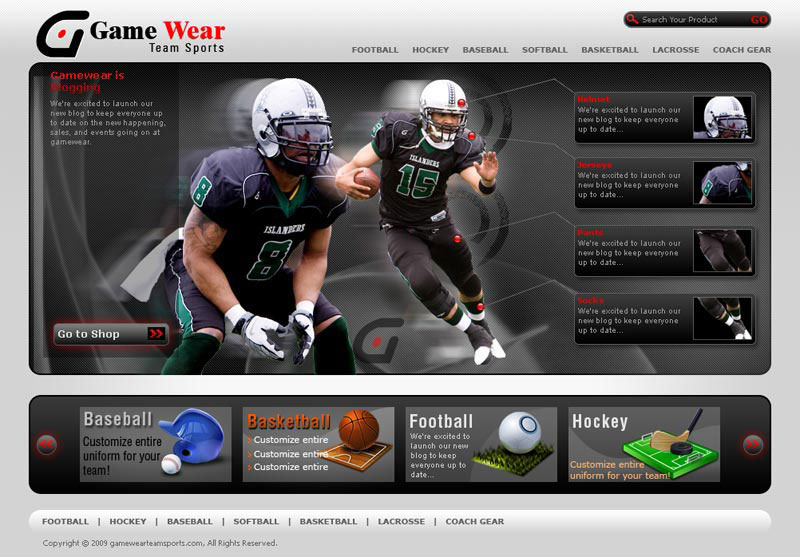 Game Wear
Team Sports
Search Your Product
GO
FOOTBALL HOCKEY BASEBALL SOFTBALL BASKETBALL LACROSSE COACH GEAR
Gamewear is
Blogging
We're excited to launch our
new blog to keep everyone up
to date on the new happening,
sales, and events going on at
gamewear.
Go to Shop
8
ISLANDERS
8
ISLANDERS
15
Helmet
We're excited to launch our
new blog to keep everyone
up to date...
Jerseys
We're excited to launch our
new blog to keep everyone
up to date...
Pants
We're excited to launch our
new blog to keep everyone
up to date...
Socks
We're excited to launch our
new blog to keep everyone
up to date...
Baseball
Customize entire
uniform for your
team!
Basketball
Customize entire
Customize entire
Customize entire
Football
We're excited to
launch our new
blog to keep
everyone up to
date...
Hockey
Customize entire
uniform for your team!
FOOTBALL | HOCKEY | BASEBALL | SOFTBALL | BASKETBALL | LACROSSE | COACH GEAR
Copyright @ 2009 gamewearteamsports.com, All Rights Reserved.